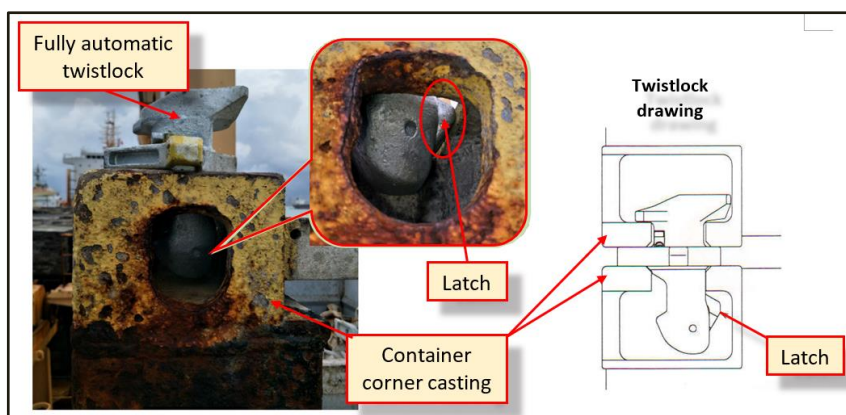 Fully automatic
twistlock
Twistlock
drawing
Latch
Container
corner casting
Latch